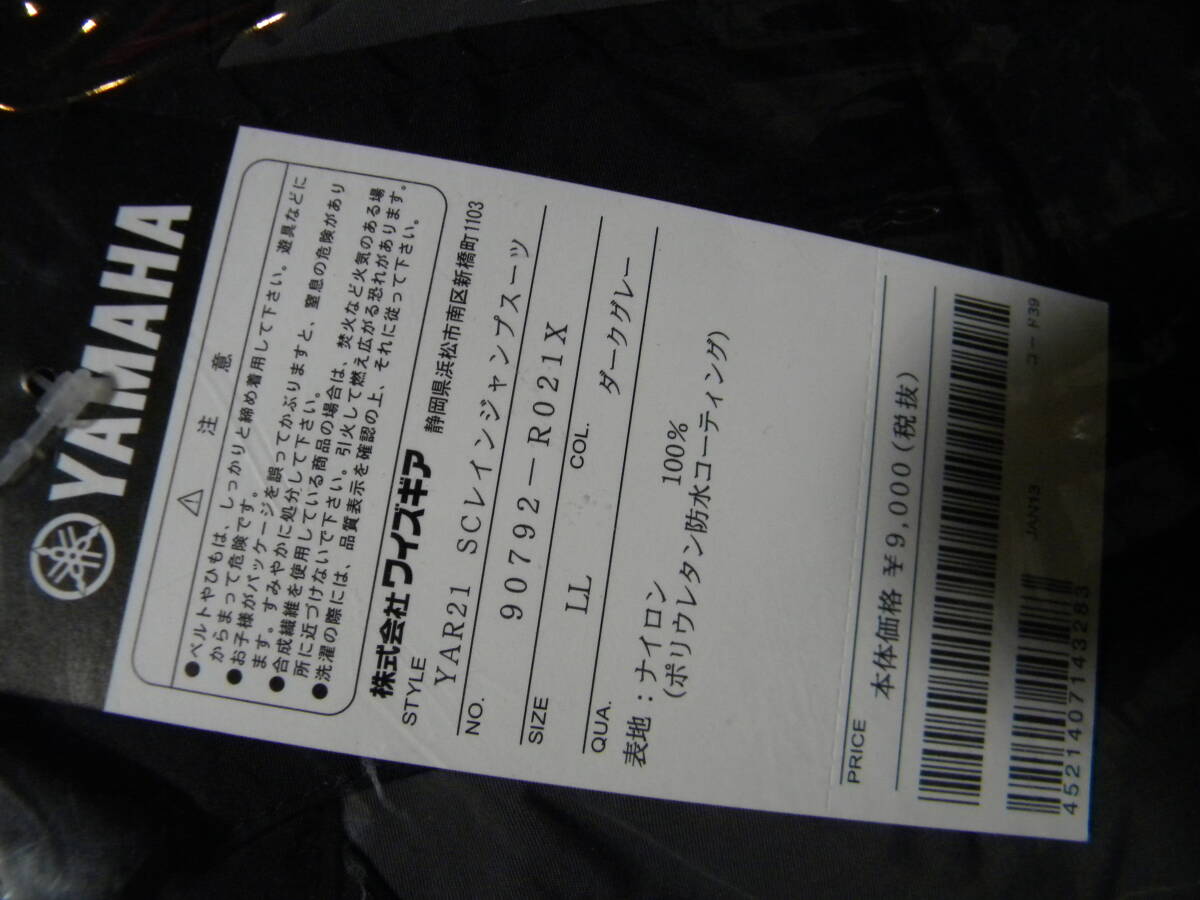 YAMAHA
注意
●ベルトやひもは、しっかりと締め着用して下さい。遊具などに
からまって危険です。
●お子様がパッケージを誤ってかぶりますと、窒息の危険があり
ます。すみやかに処分して下さい。
●合成繊維を使用している商品の場合は、焚火など火気のある場
所に近づけないで下さい。引火して燃え広がる恐れがあります。
●洗濯の際には、品質表示を確認の上、それに従って下さい。
株式会社ワイズギア 静岡県浜松市南区新橋町1103
STYLE
YAR21 SCレインジャンプスーツ
NO. 90792-R021X
SIZE LL COL. ダークグレー
QUA.
表地:ナイロン 100%
(ポリウレタン防水コーティング)
PRICE 本体価格 ¥9,000(税抜)
JAN13 コード39
4521407143283